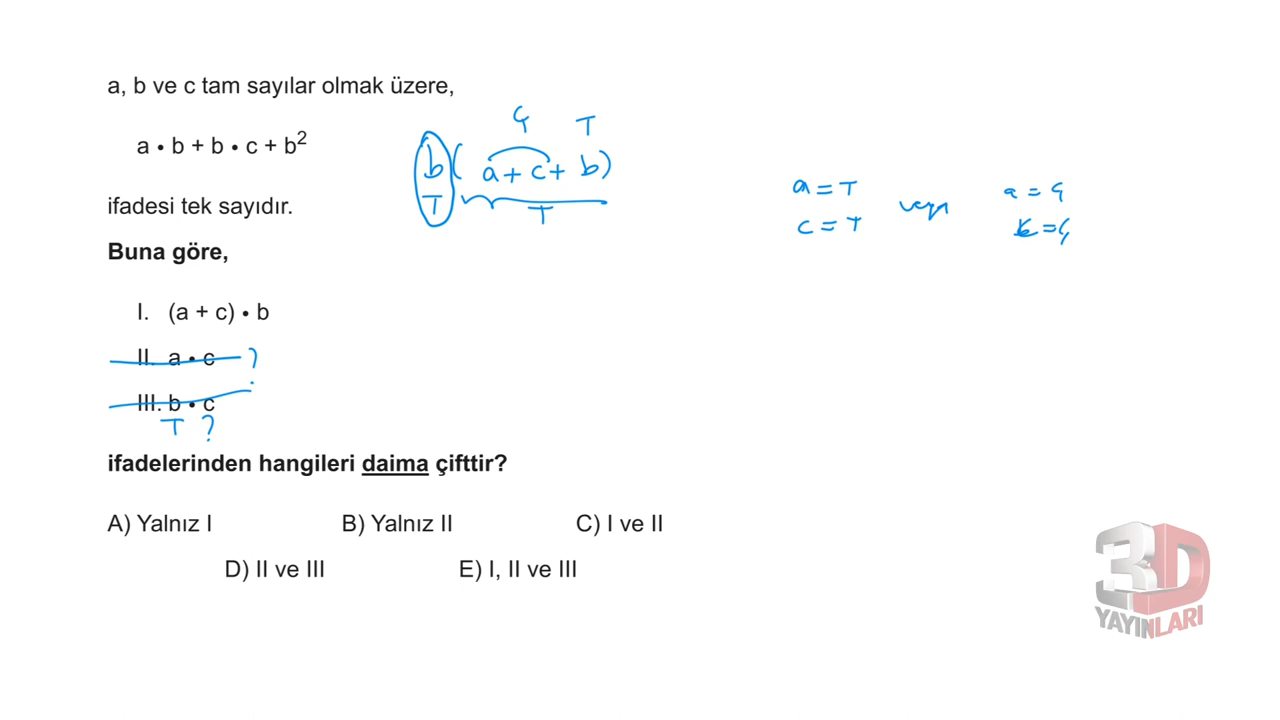 a, b ve c tam sayılar olmak üzere,
a • b + b • c + b²
ifadesi tek sayıdır.
Ç T
b ( a + c + b)
T T
a = T veya a = Ç
c = T = Ç
Buna göre,
I. (a + c) • b
II. a • c ?
III. b • c
T ?
ifadelerinden hangileri daima çifttir?
A) Yalnız I B) Yalnız II C) I ve II
D) II ve III E) I, II ve III
3D
YAYINLARI